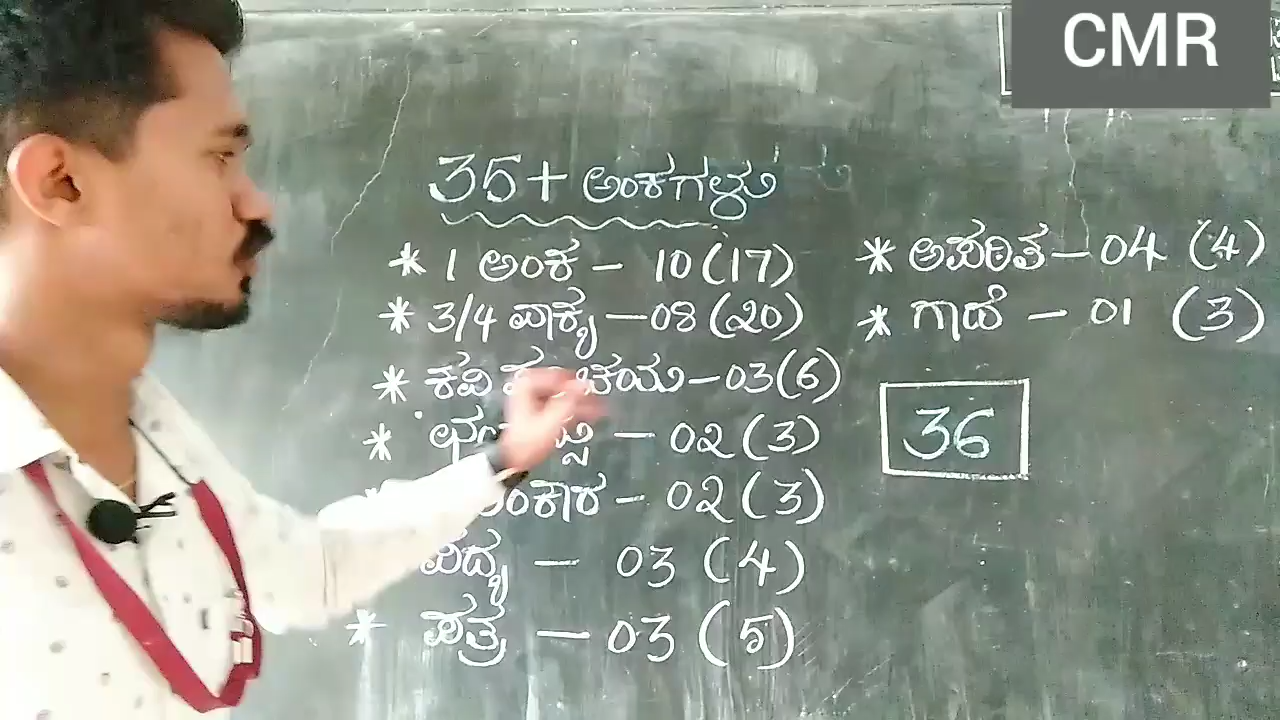 CMR
35+ ಅಂಕಗಳು
* 1 ಅಂಕ – 10 (17)
* 3/4 ವಾಕ್ಯ – 08 (20)
* ಕವಿ – 03 (6)
* – 02 (3)
– 02 (3)
ಪದ್ಯ – 03 (4)
* ಪತ್ರ – 03 (5)
* ಅಪಠಿತ – 04 (4)
* ಗಾದೆ – 01 (3)
36